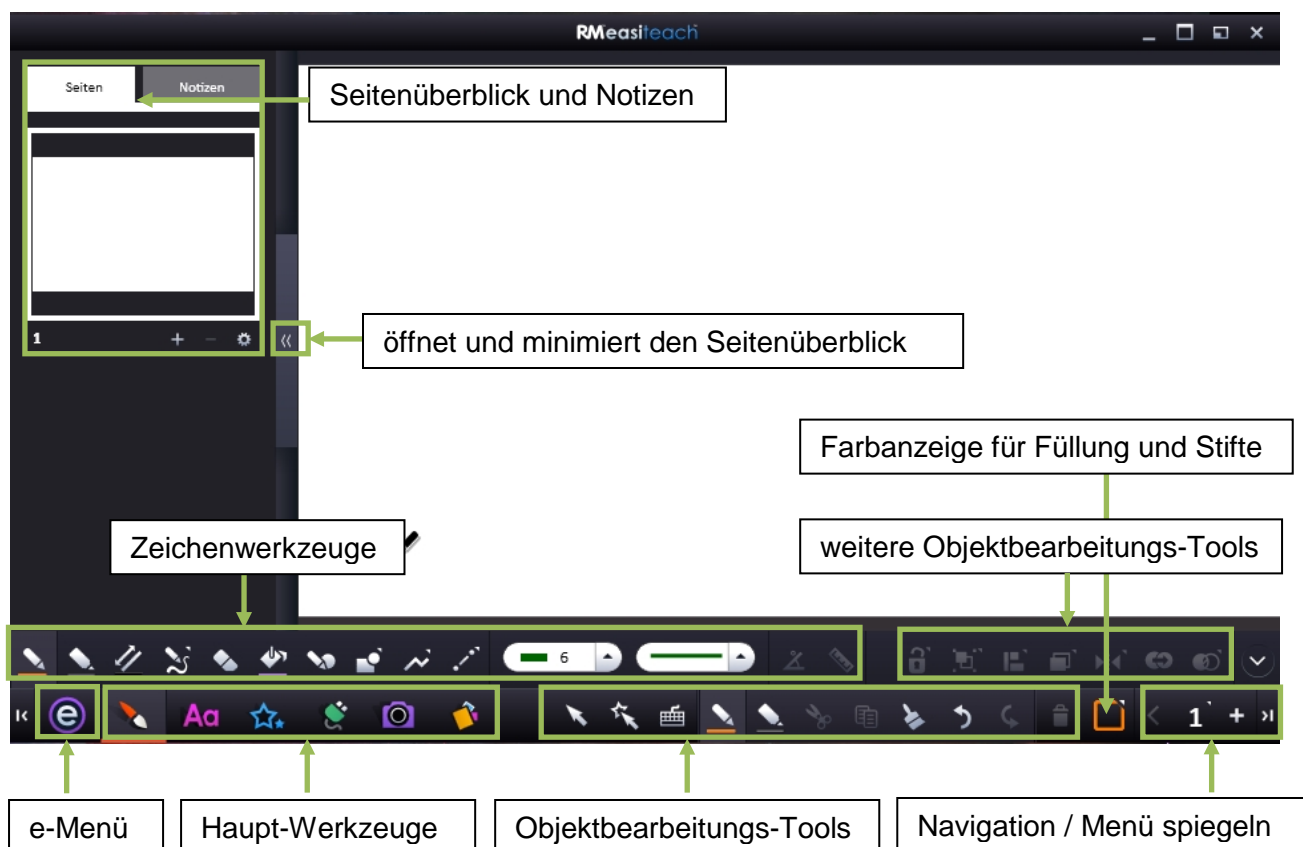 RMeasiteach
Seiten Notizen
Seitenüberblick und Notizen
1
öffnet und minimiert den Seitenüberblick
Farbanzeige für Füllung und Stifte
Zeichenwerkzeuge
weitere Objektbearbeitungs-Tools
6
e Aa 1
e-Menü
Haupt-Werkzeuge
Objektbearbeitungs-Tools
Navigation / Menü spiegeln